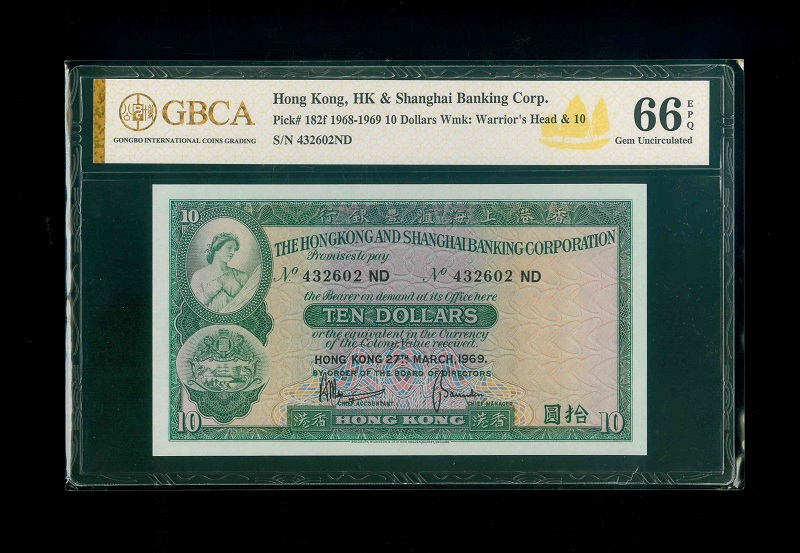 GBCA
GONGBO INTERNATIONAL COINS GRADING
Hong Kong, HK & Shanghai Banking Corp.
Pick# 182f 1968-1969 10 Dollars Wmk: Warrior's Head & 10
S/N 432602ND
66 EPQ
Gem Uncirculated
10
行銀豐滙海上港香
THE HONGKONG AND SHANGHAI BANKING CORPORATION
Promises to pay
No 432602 ND No 432602 ND
the Bearer on demand at its Office here
TEN DOLLARS
or the equivalent in the Currency
of the Colony, Value received.
HONG KONG 27TH MARCH, 1969.
BY ORDER OF THE BOARD OF DIRECTORS
CHIEF ACCOUNTANT CHIEF MANAGER
10 港香 HONG KONG 港香 圓拾 10